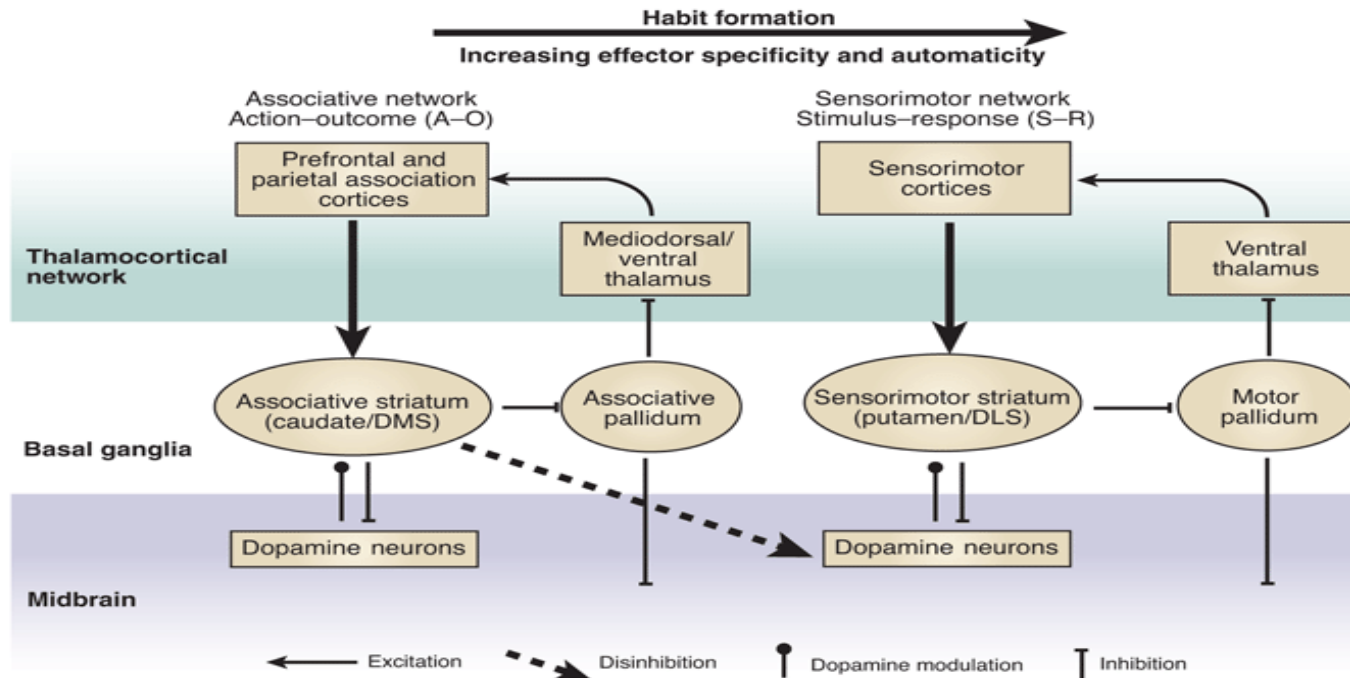 Habit formation
Increasing effector specificity and automaticity
Associative network
Action–outcome (A–O)
Sensorimotor network
Stimulus–response (S–R)
Prefrontal and
parietal association
cortices
Sensorimotor
cortices
Thalamocortical
network
Mediodorsal/
ventral
thalamus
Ventral
thalamus
Associative striatum
(caudate/DMS)
Associative
pallidum
Sensorimotor striatum
(putamen/DLS)
Motor
pallidum
Basal ganglia
Dopamine neurons
Dopamine neurons
Midbrain
Excitation
Disinhibition
Dopamine modulation
Inhibition